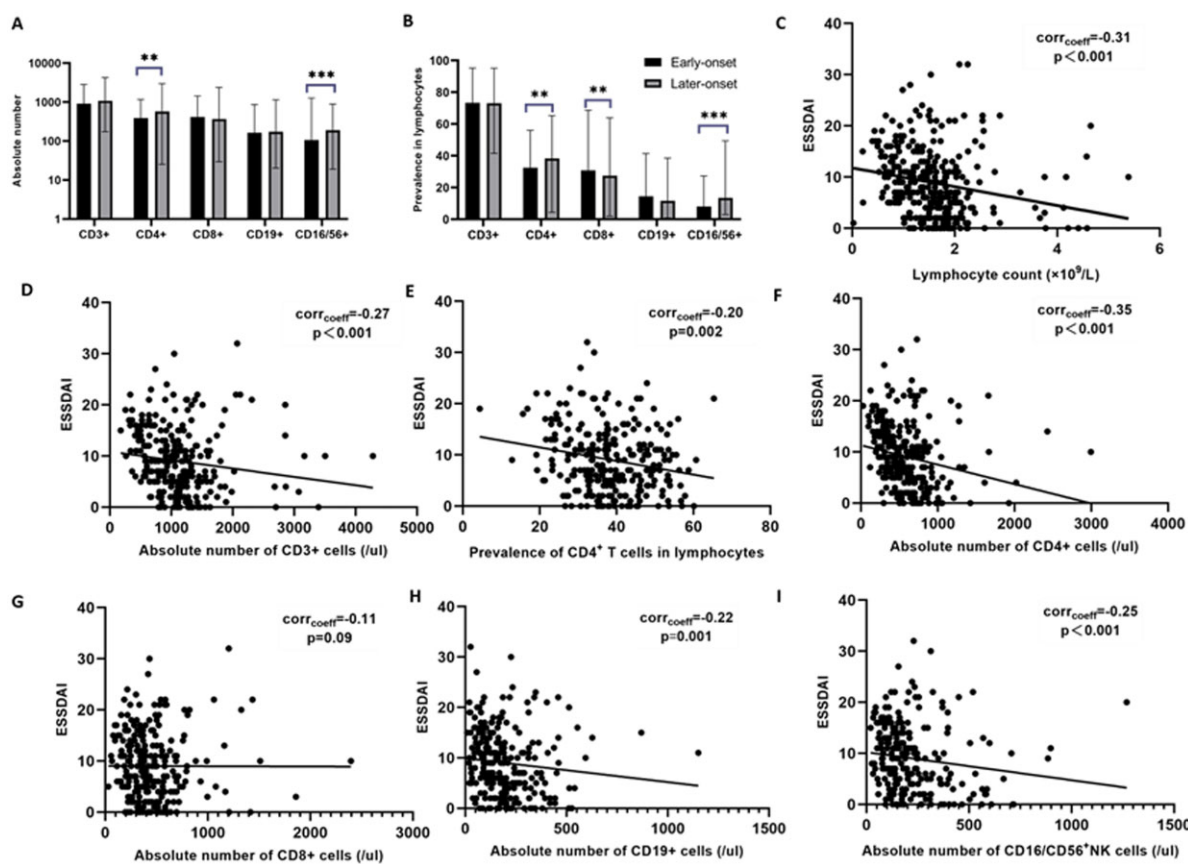 A
**
***
10000
1000
100
10
1
Absolute number
CD3+ CD4+ CD8+ CD19+ CD16/56+
B
Early-onset
Later-onset
**
**
***
100
80
60
40
20
0
Prevalence in lymphocytes
CD3+ CD4+ CD8+ CD19+ CD16/56+
C
corrcoeff=-0.31
p<0.001
40
30
20
10
0
ESSDAI
0 2 4 6
Lymphocyte count (×10⁹/L)
D
corrcoeff=-0.27
p<0.001
40
30
20
10
0
ESSDAI
0 1000 2000 3000 4000 5000
Absolute number of CD3+ cells (/ul)
E
corrcoeff=-0.20
p=0.002
40
30
20
10
0
ESSDAI
0 20 40 60 80
Prevalence of CD4⁺ T cells in lymphocytes
F
corrcoeff=-0.35
p<0.001
40
30
20
10
0
ESSDAI
0 1000 2000 3000 4000
Absolute number of CD4+ cells (/ul)
G
corrcoeff=-0.11
p=0.09
40
30
20
10
0
ESSDAI
0 1000 2000 3000
Absolute number of CD8+ cells (/ul)
H
corrcoeff=-0.22
p=0.001
40
30
20
10
0
ESSDAI
0 500 1000 1500
Absolute number of CD19+ cells (/ul)
I
corrcoeff=-0.25
p<0.001
40
30
20
10
0
ESSDAI
0 500 1000 1500
Absolute number of CD16/CD56⁺NK cells (/ul)